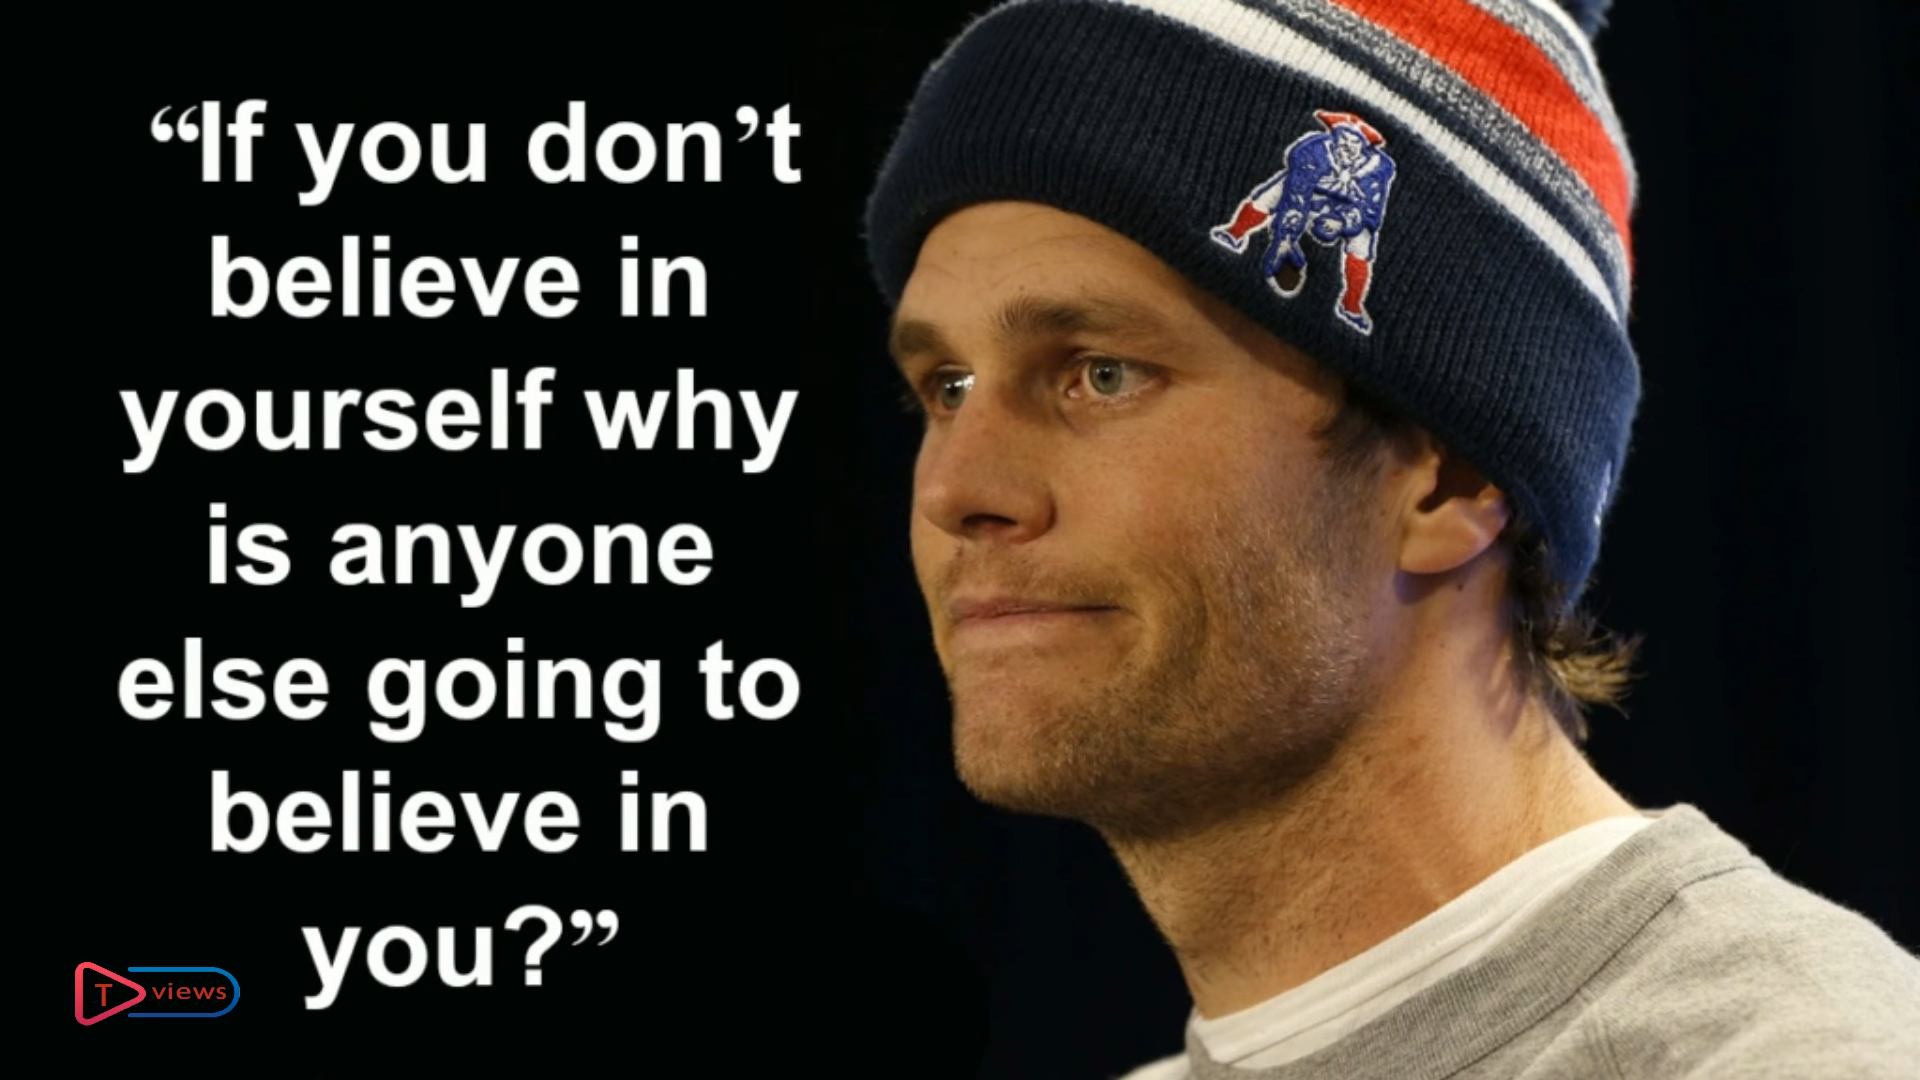 “If you don’t
believe in
yourself why
is anyone
else going to
believe in
you?”
T views